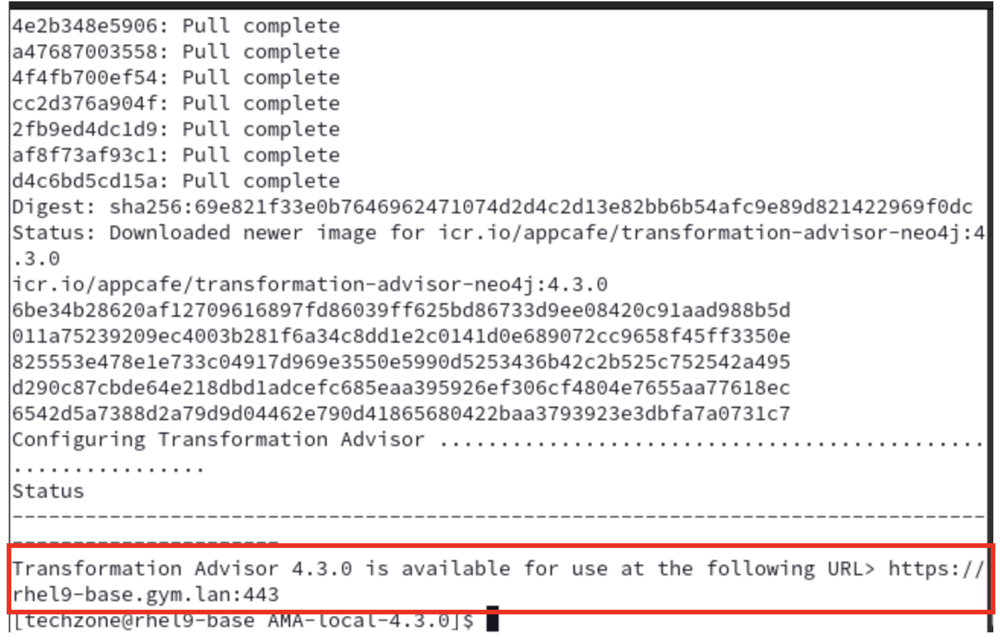 4e2b348e5906: Pull complete
a47687003558: Pull complete
4f4fb700ef54: Pull complete
cc2d376a904f: Pull complete
2fb9ed4dc1d9: Pull complete
af8f73af93c1: Pull complete
d4c6bd5cd15a: Pull complete
Digest: sha256:69e821f33e0b7646962471074d2d4c2d13e82bb6b54afc9e89d821422969f0dc
Status: Downloaded newer image for icr.io/appcafe/transformation-advisor-neo4j:4
.3.0
icr.io/appcafe/transformation-advisor-neo4j:4.3.0
6be34b28620af12709616897fd86039ff625bd86733d9ee08420c91aad988b5d
011a75239209ec4003b281f6a34c8dd1e2c0141d0e689072cc9658f45ff3350e
825553e478e1e733c04917d969e3550e5990d5253436b42c2b525c752542a495
d290c87cbde64e218dbd1adcefc685eaa395926ef306cf4804e7655aa77618ec
6542d5a7388d2a79d9d04462e790d41865680422baa3793923e3dbfa7a0731c7
Configuring Transformation Advisor .............................................
................
Status
--------------------------------------------------------------------------------
----------------------
Transformation Advisor 4.3.0 is available for use at the following URL> https://
rhel9-base.gym.lan:443
[techzone@rhel9-base AMA-local-4.3.0]$